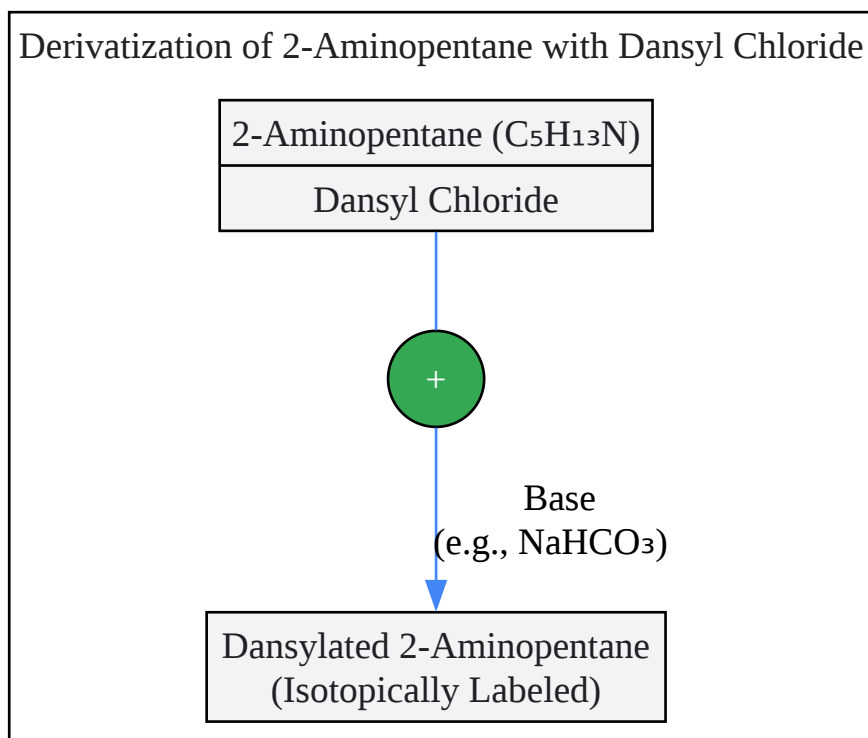 Derivatization of 2-Aminopentane with Dansyl Chloride
2-Aminopentane (C₅H₁₃N)
Dansyl Chloride
+
Base
(e.g., NaHCO₃)
Dansylated 2-Aminopentane
(Isotopically Labeled)